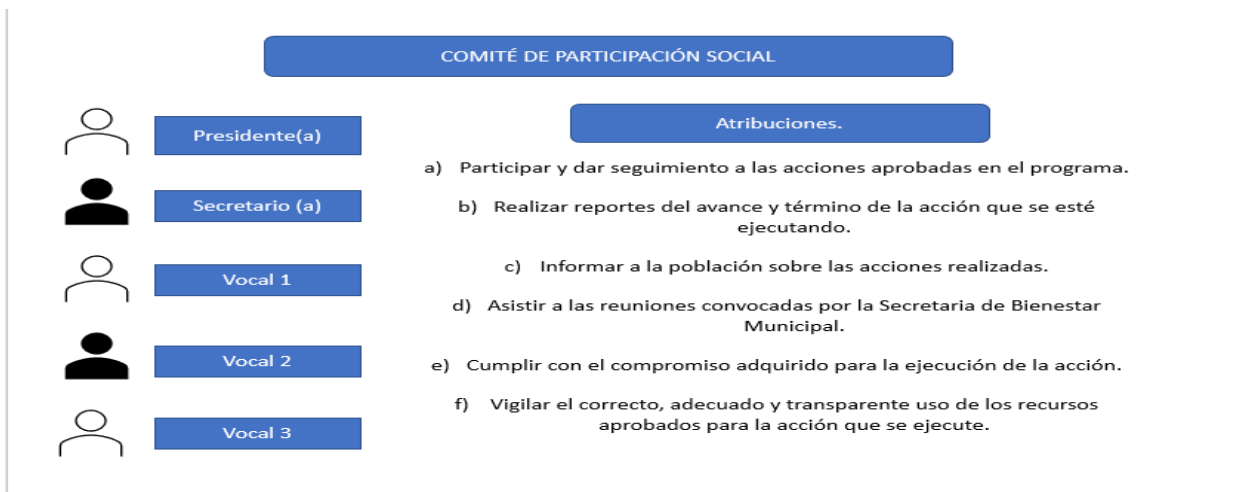 COMITÉ DE PARTICIPACIÓN SOCIAL
Presidente(a)
Secretario (a)
Vocal 1
Vocal 2
Vocal 3
Atribuciones.
a) Participar y dar seguimiento a las acciones aprobadas en el programa.
b) Realizar reportes del avance y término de la acción que se esté
ejecutando.
c) Informar a la población sobre las acciones realizadas.
d) Asistir a las reuniones convocadas por la Secretaria de Bienestar
Municipal.
e) Cumplir con el compromiso adquirido para la ejecución de la acción.
f) Vigilar el correcto, adecuado y transparente uso de los recursos
aprobados para la acción que se ejecute.